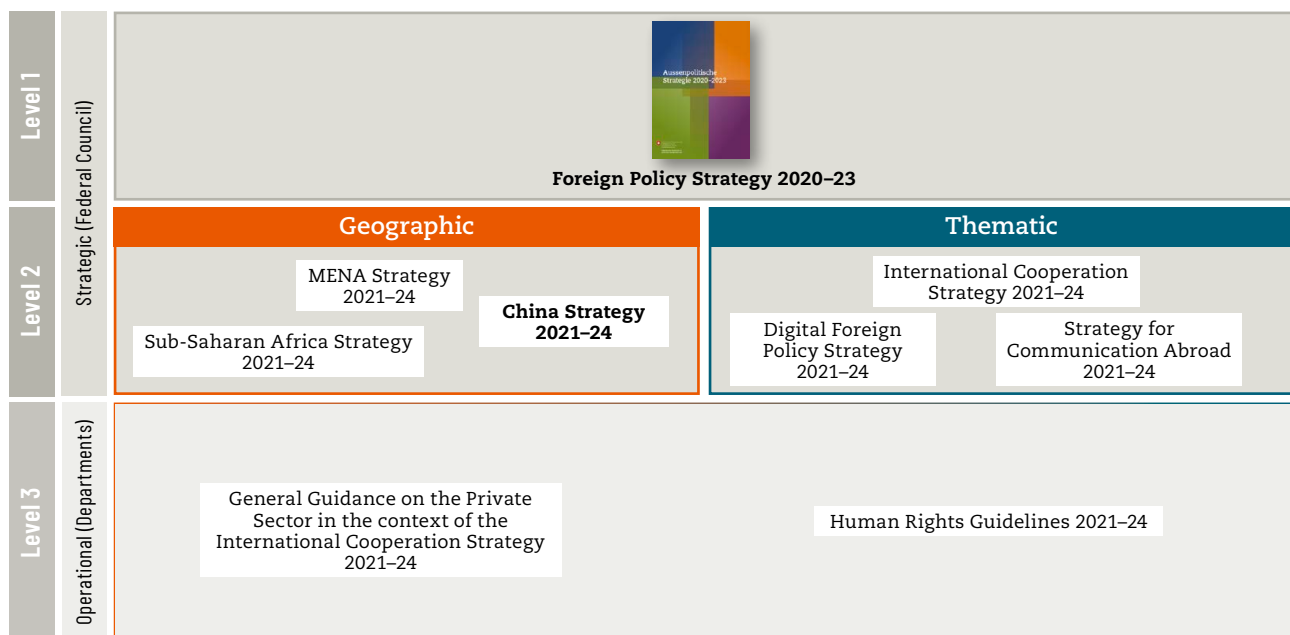 Level 1
Strategic (Federal Council)
Aussenpolitische
Strategie 2020–2023
Foreign Policy Strategy 2020–23
Level 2
Geographic
MENA Strategy
2021–24
China Strategy
2021–24
Sub-Saharan Africa Strategy
2021–24
Thematic
International Cooperation
Strategy 2021–24
Digital Foreign
Policy Strategy
2021–24
Strategy for
Communication Abroad
2021–24
Level 3
Operational (Departments)
General Guidance on the Private
Sector in the context of the
International Cooperation Strategy
2021–24
Human Rights Guidelines 2021–24